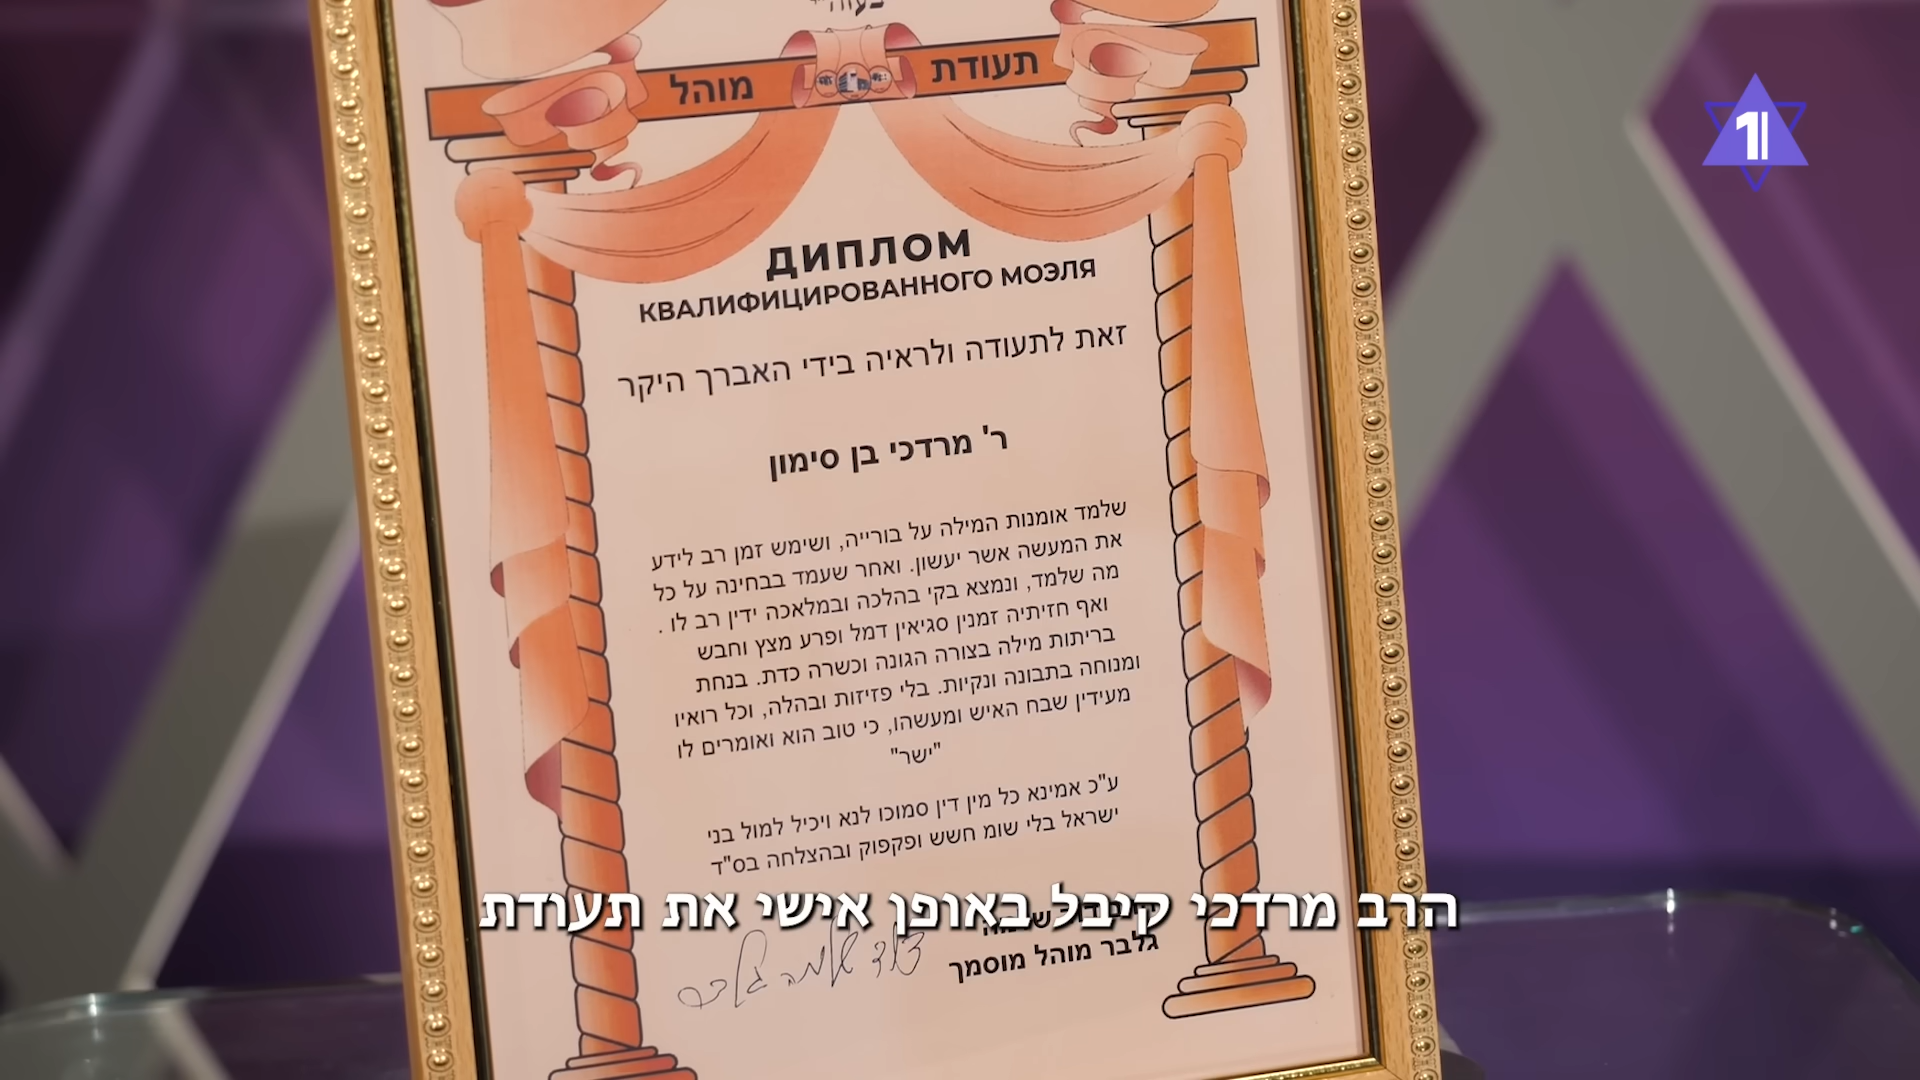 בעזה"י
תעודת מוהל
ДИПЛОМ
КВАЛИФИЦИРОВАННОГО МОЭЛЯ
זאת לתעודה ולראיה בידי האברך היקר
ר' מרדכי בן סימון
שלמד אומנות המילה על בורייה, ושימש זמן רב לידע
את המעשה אשר יעשון. ואחר שעמד בבחינה על כל
מה שלמד, ונמצא בקי בהלכה ובמלאכה ידין רב לו .
ואף חזיתיה זמנין סגיאין דמל ופרע מצץ וחבש
בריתות מילה בצורה הגונה וכשרה כדת. בנחת
ומנוחה בתבונה ונקיות. בלי פזיזות ובהלה, וכל רואיו
מעידין שבח האיש ומעשהו, כי טוב הוא ואומרים לו
"ישר"
ע"כ אמינא כל מין דין סמוכו לנא ויכיל למול בני
ישראל בלי שומ חשש ופקפוק ובהצלחה בס"ד
הרב מרדכי קיבל באופן אישי את תעודת
גלבר מוהל מוסמך